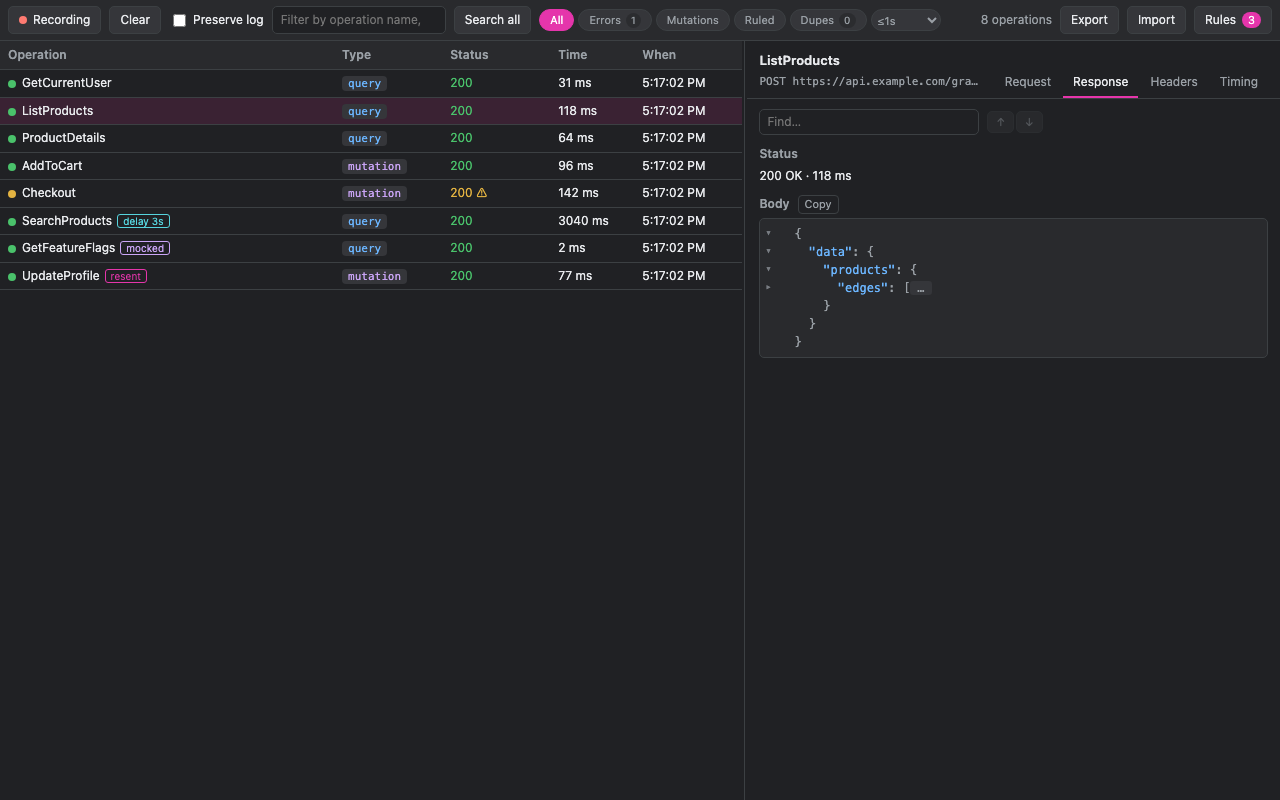 Recording Clear Preserve log Filter by operation name, Search all All Errors 1 Mutations Ruled Dupes 0 ≤1s 8 operations Export Import Rules 3
Operation Type Status Time When
GetCurrentUser query 200 31 ms 5:17:02 PM
ListProducts query 200 118 ms 5:17:02 PM
ProductDetails query 200 64 ms 5:17:02 PM
AddToCart mutation 200 96 ms 5:17:02 PM
Checkout mutation 200 ⚠ 142 ms 5:17:02 PM
SearchProducts delay 3s query 200 3040 ms 5:17:02 PM
GetFeatureFlags mocked query 200 2 ms 5:17:02 PM
UpdateProfile resent mutation 200 77 ms 5:17:02 PM
ListProducts
POST https://api.example.com/gra… Request Response Headers Timing
Find… ↑ ↓
Status
200 OK · 118 ms
Body Copy
{
"data": {
"products": {
"edges": [ …
}
}
}